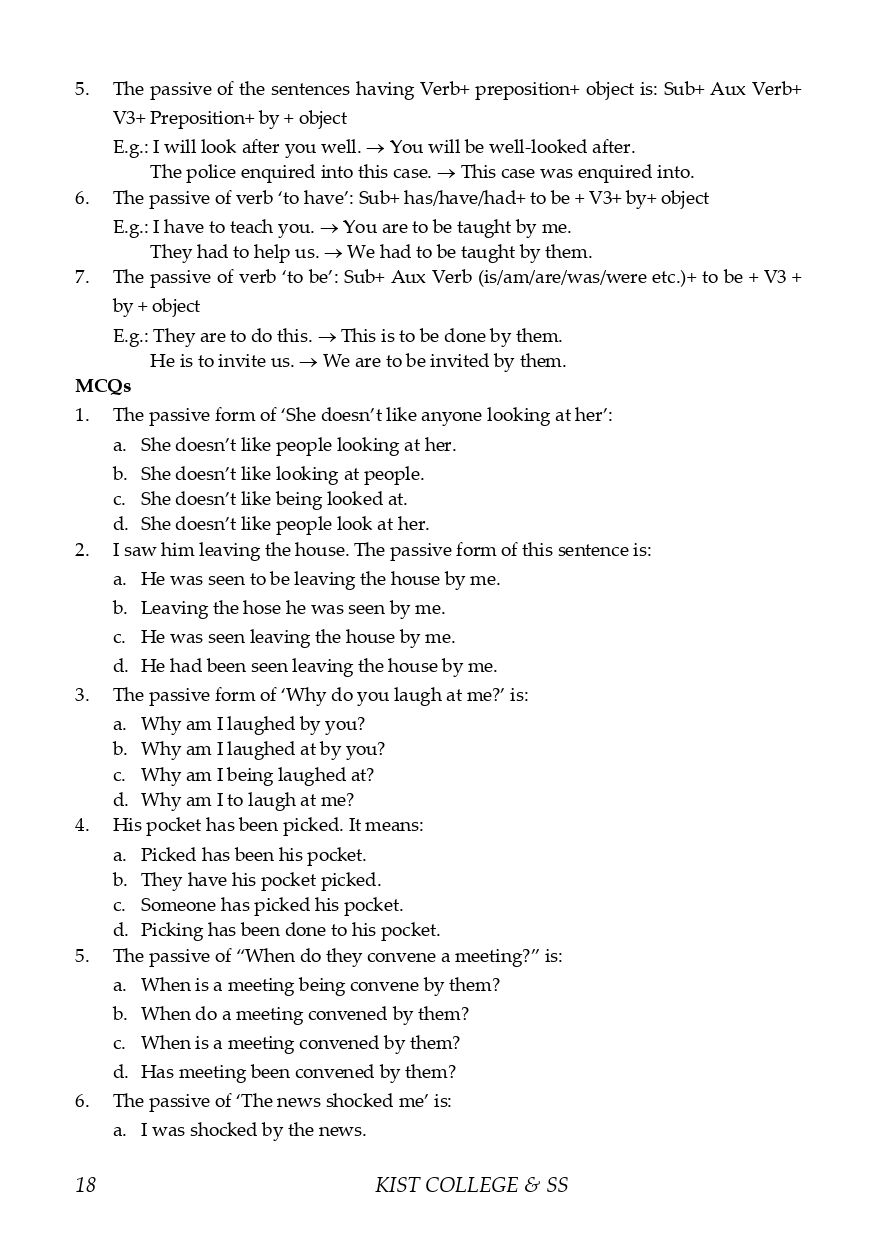 5. The passive of the sentences having Verb+ preposition+ object is: Sub+ Aux Verb+
V3+ Preposition+ by + object
E.g.: I will look after you well. → You will be well-looked after.
The police enquired into this case. → This case was enquired into.
6. The passive of verb ‘to have’: Sub+ has/have/had+ to be + V3+ by+ object
E.g.: I have to teach you. → You are to be taught by me.
They had to help us. → We had to be taught by them.
7. The passive of verb ‘to be’: Sub+ Aux Verb (is/am/are/was/were etc.)+ to be + V3 +
by + object
E.g.: They are to do this. → This is to be done by them.
He is to invite us. → We are to be invited by them.
MCQs
1. The passive form of ‘She doesn’t like anyone looking at her’:
a. She doesn’t like people looking at her.
b. She doesn’t like looking at people.
c. She doesn’t like being looked at.
d. She doesn’t like people look at her.
2. I saw him leaving the house. The passive form of this sentence is:
a. He was seen to be leaving the house by me.
b. Leaving the hose he was seen by me.
c. He was seen leaving the house by me.
d. He had been seen leaving the house by me.
3. The passive form of ‘Why do you laugh at me?’ is:
a. Why am I laughed by you?
b. Why am I laughed at by you?
c. Why am I being laughed at?
d. Why am I to laugh at me?
4. His pocket has been picked. It means:
a. Picked has been his pocket.
b. They have his pocket picked.
c. Someone has picked his pocket.
d. Picking has been done to his pocket.
5. The passive of “When do they convene a meeting?” is:
a. When is a meeting being convene by them?
b. When do a meeting convened by them?
c. When is a meeting convened by them?
d. Has meeting been convened by them?
6. The passive of ‘The news shocked me’ is:
a. I was shocked by the news.
18 KIST COLLEGE & SS